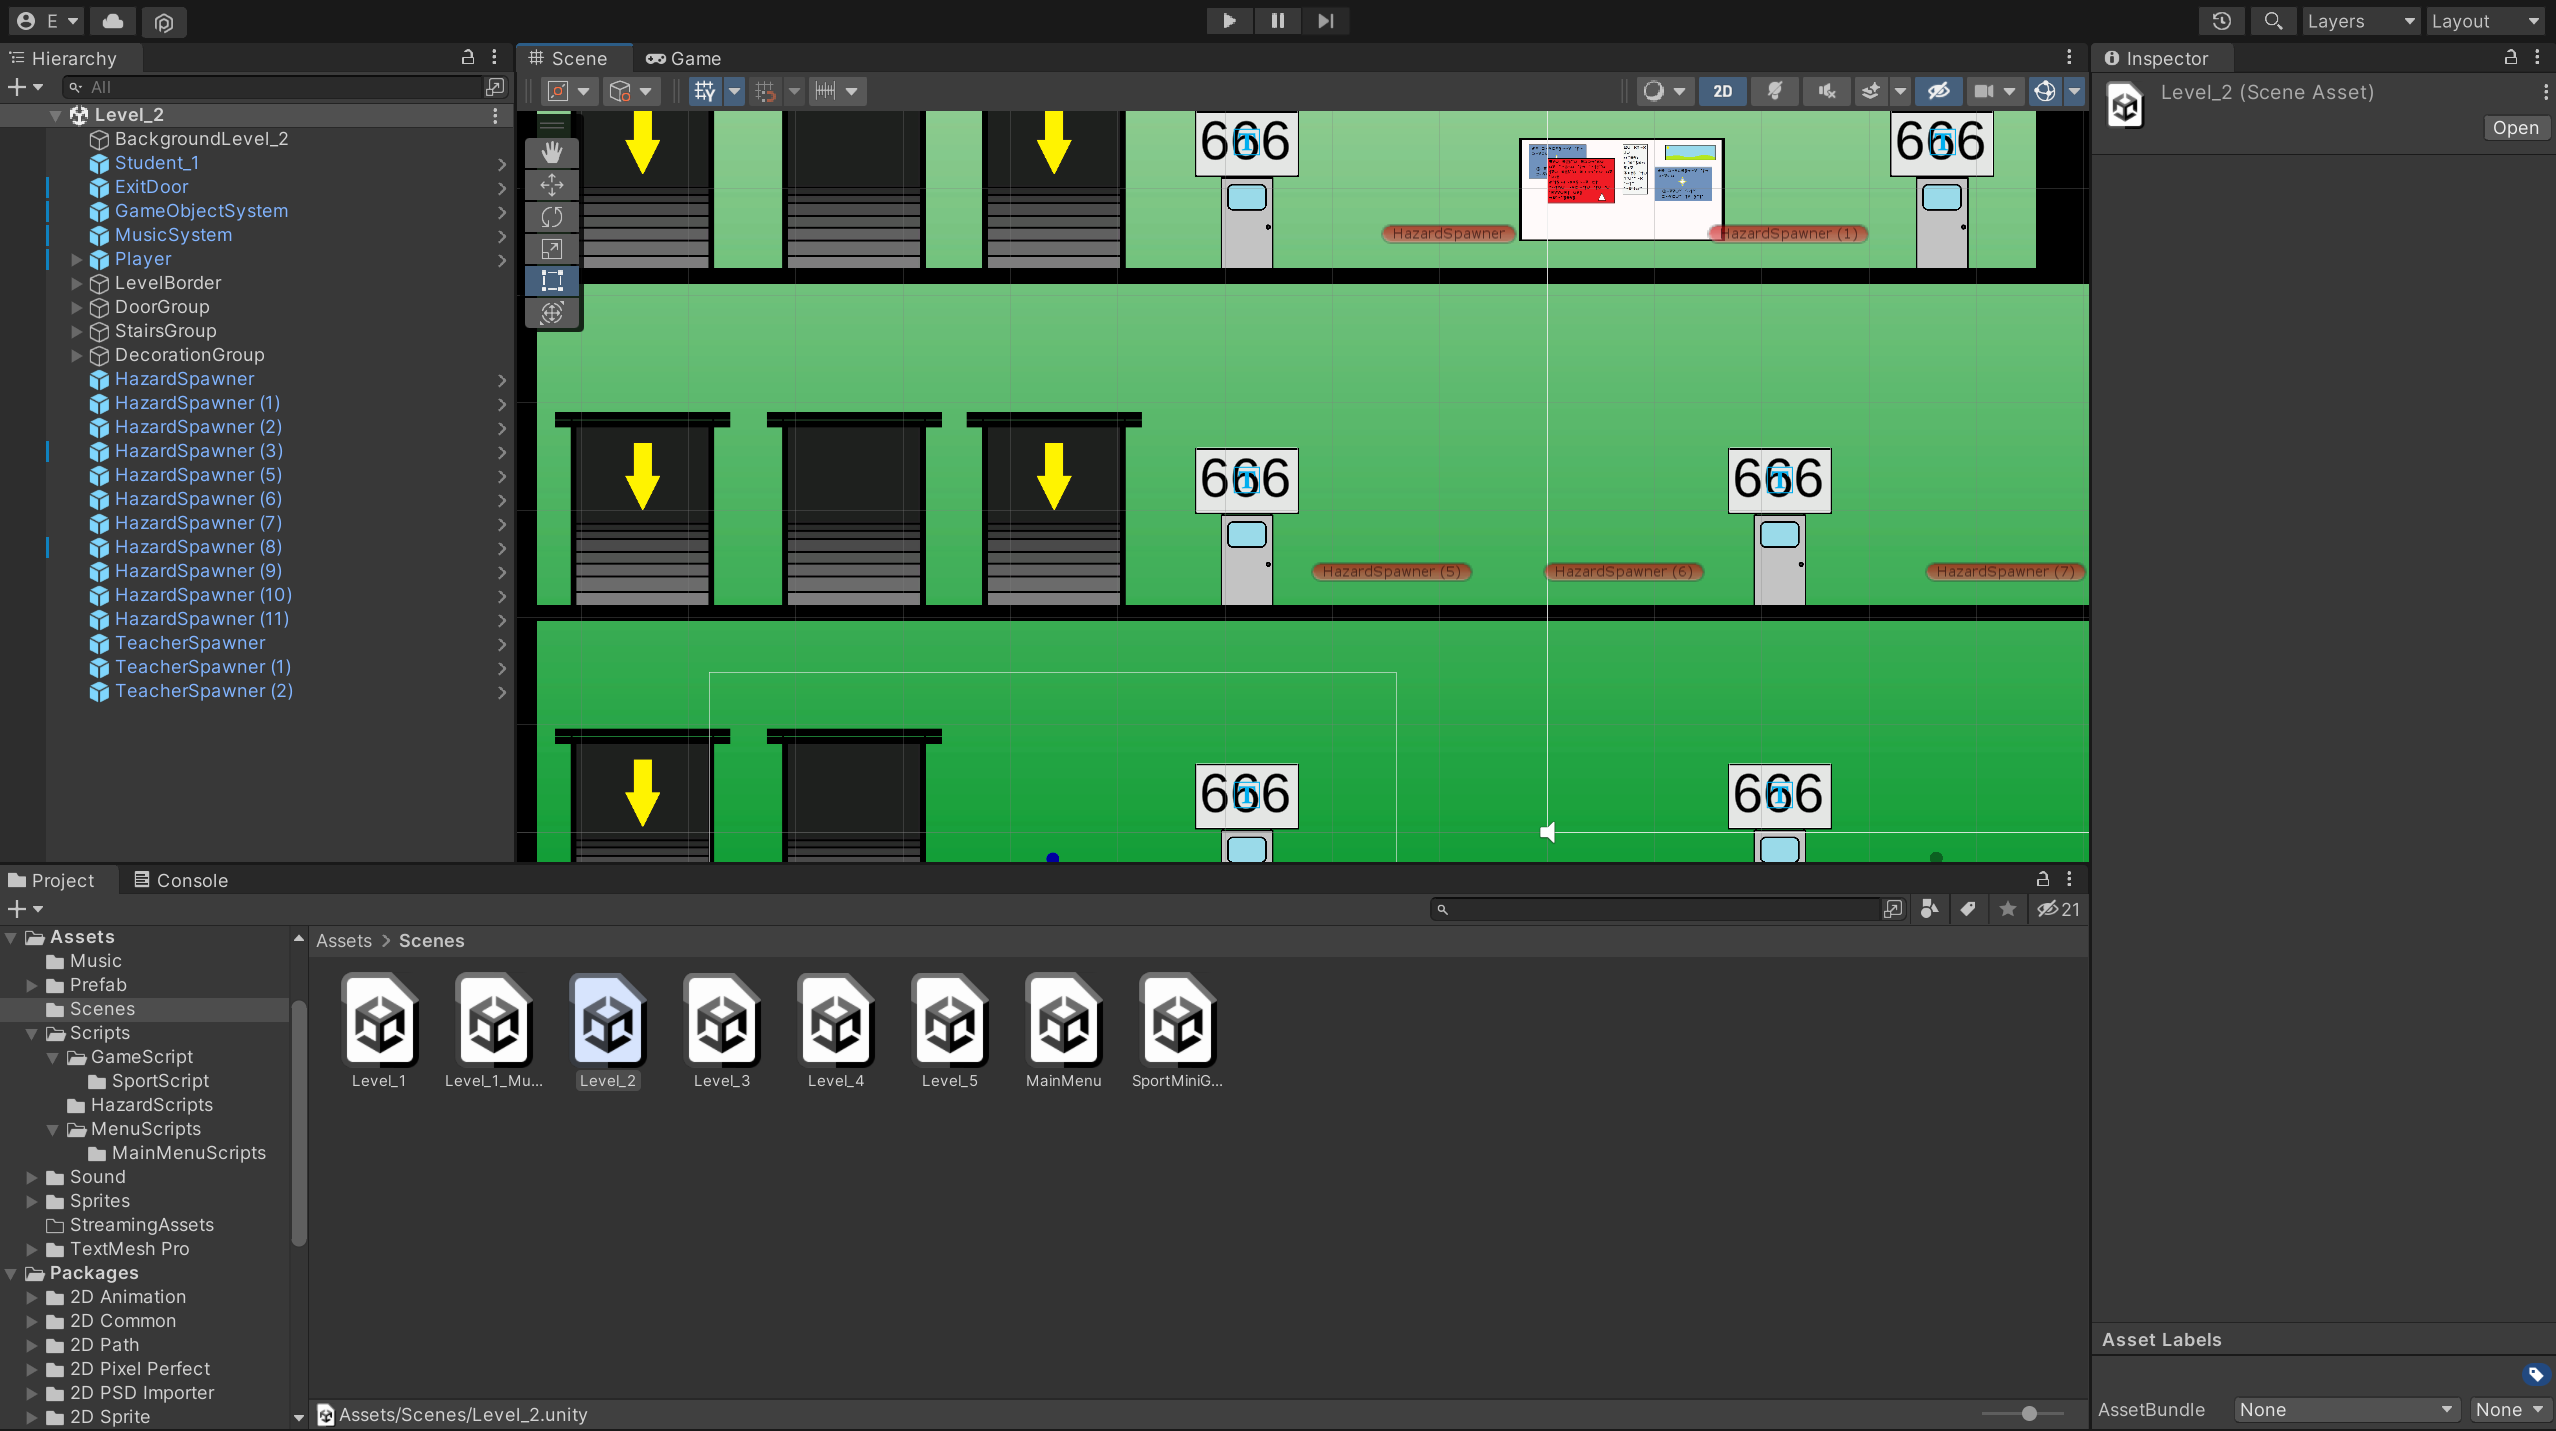 E
Layers
Layout
Hierarchy
All
Level_2
BackgroundLevel_2
Student_1
ExitDoor
GameObjectSystem
MusicSystem
Player
LevelBorder
DoorGroup
StairsGroup
DecorationGroup
HazardSpawner
HazardSpawner (1)
HazardSpawner (2)
HazardSpawner (3)
HazardSpawner (5)
HazardSpawner (6)
HazardSpawner (7)
HazardSpawner (8)
HazardSpawner (9)
HazardSpawner (10)
HazardSpawner (11)
TeacherSpawner
TeacherSpawner (1)
TeacherSpawner (2)
Scene
Game
2D
666
666
HazardSpawner
HazardSpawner (1)
666
666
HazardSpawner (5)
HazardSpawner (6)
HazardSpawner (7)
666
666
Inspector
Level_2 (Scene Asset)
Open
Project
Console
21
Assets
Music
Prefab
Scenes
Scripts
GameScript
SportScript
HazardScripts
MenuScripts
MainMenuScripts
Sound
Sprites
StreamingAssets
TextMesh Pro
Packages
2D Animation
2D Common
2D Path
2D Pixel Perfect
2D PSD Importer
2D Sprite
Assets > Scenes
Level_1
Level_1_Mu...
Level_2
Level_3
Level_4
Level_5
MainMenu
SportMiniG...
Assets/Scenes/Level_2.unity
Asset Labels
AssetBundle
None
None